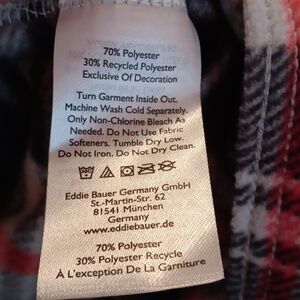 70% Polyester
30% Recycled Polyester
Exclusive Of Decoration
Turn Garment Inside Out.
Machine Wash Cold Separately.
Only Non-Chlorine Bleach As
Needed. Do Not Use Fabric
Softeners. Tumble Dry Low.
Do Not Iron. Do Not Dry Clean.
Eddie Bauer Germany GmbH
St.-Martin-Str. 62
81541 München
Germany
www.eddiebauer.de
70% Polyester
30% Polyester Recycle
À L'exception De La Garniture